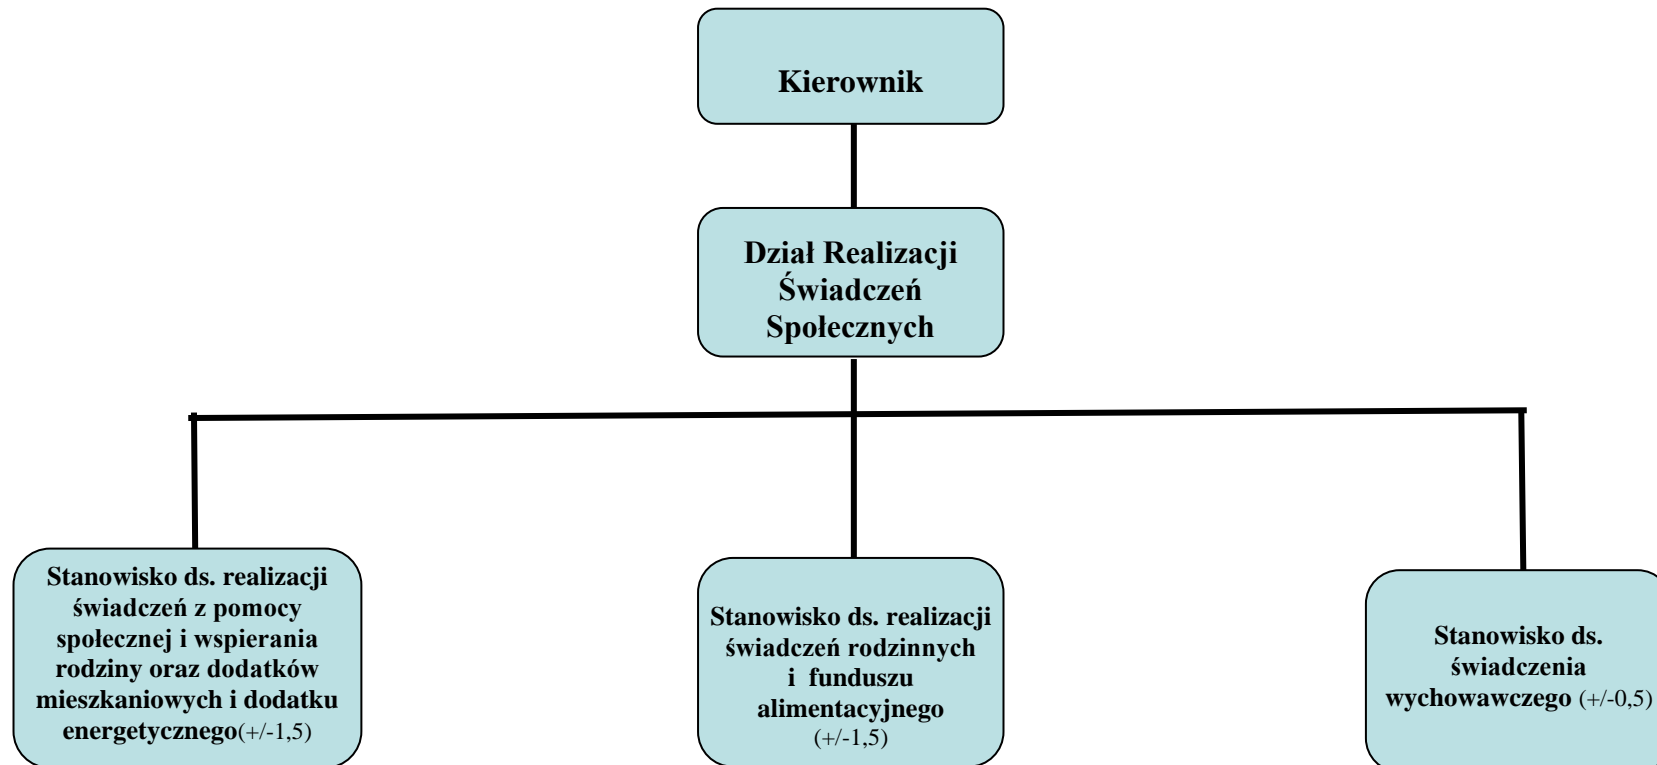 Kierownik
Dział Realizacji
Świadczeń
Społecznych
Stanowisko ds. realizacji
świadczeń z pomocy
społecznej i wspierania
rodziny oraz dodatków
mieszkaniowych i dodatku
energetycznego(+/-1,5)
Stanowisko ds. realizacji
świadczeń rodzinnych
i funduszu
alimentacyjnego
(+/-1,5)
Stanowisko ds.
świadczenia
wychowawczego (+/-0,5)